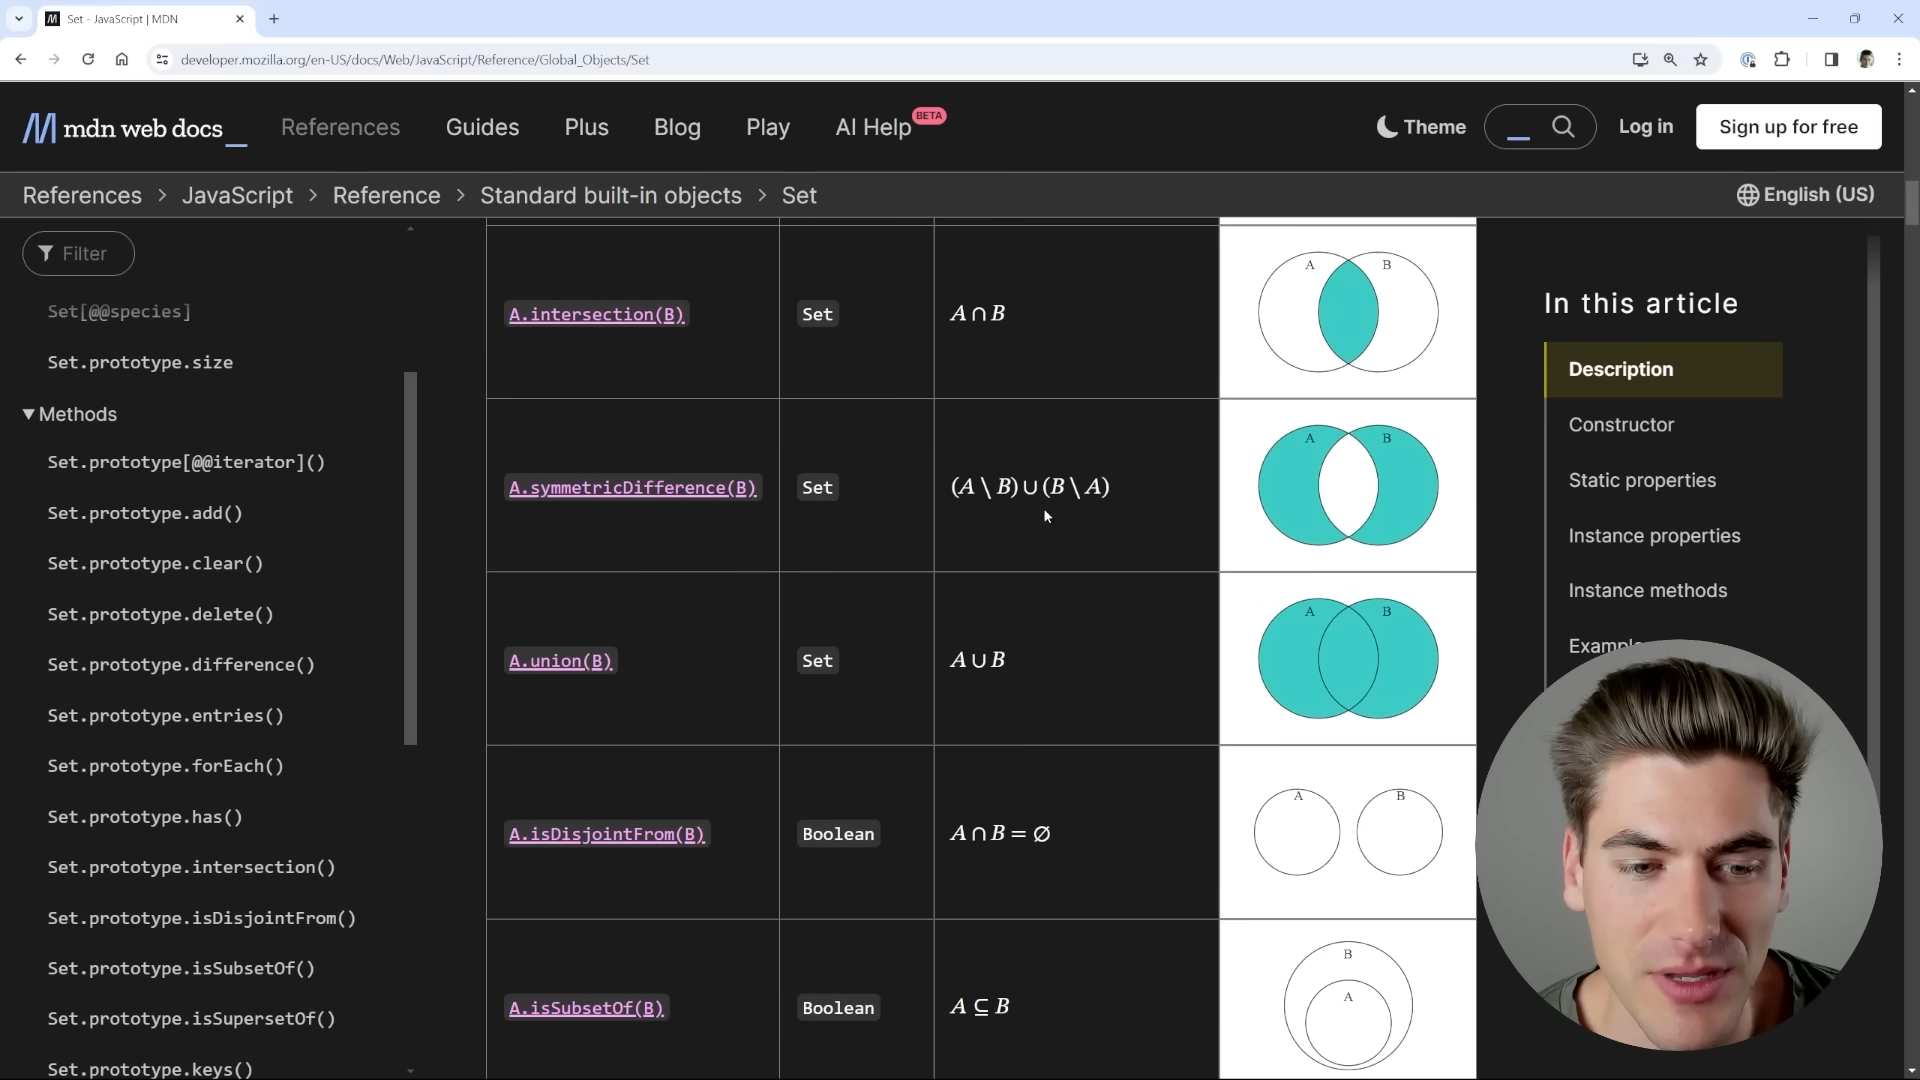 Set - JavaScript | MDN
developer.mozilla.org/en-US/docs/Web/JavaScript/Reference/Global_Objects/Set
mdn web docs_
References
Guides
Plus
Blog
Play
AI Help
BETA
Theme
Log in
Sign up for free
References > JavaScript > Reference > Standard built-in objects > Set
English (US)
Filter
Set[@@species]
Set.prototype.size
Methods
Set.prototype[@@iterator]()
Set.prototype.add()
Set.prototype.clear()
Set.prototype.delete()
Set.prototype.difference()
Set.prototype.entries()
Set.prototype.forEach()
Set.prototype.has()
Set.prototype.intersection()
Set.prototype.isDisjointFrom()
Set.prototype.isSubsetOf()
Set.prototype.isSupersetOf()
Set.prototype.keys()
A.intersection(B) Set A ∩ B A B
A.symmetricDifference(B) Set (A \ B) ∪ (B \ A) A B
A.union(B) Set A ∪ B A B
A.isDisjointFrom(B) Boolean A ∩ B = ∅ A B
A.isSubsetOf(B) Boolean A ⊆ B B
A
In this article
Description
Constructor
Static properties
Instance properties
Instance methods